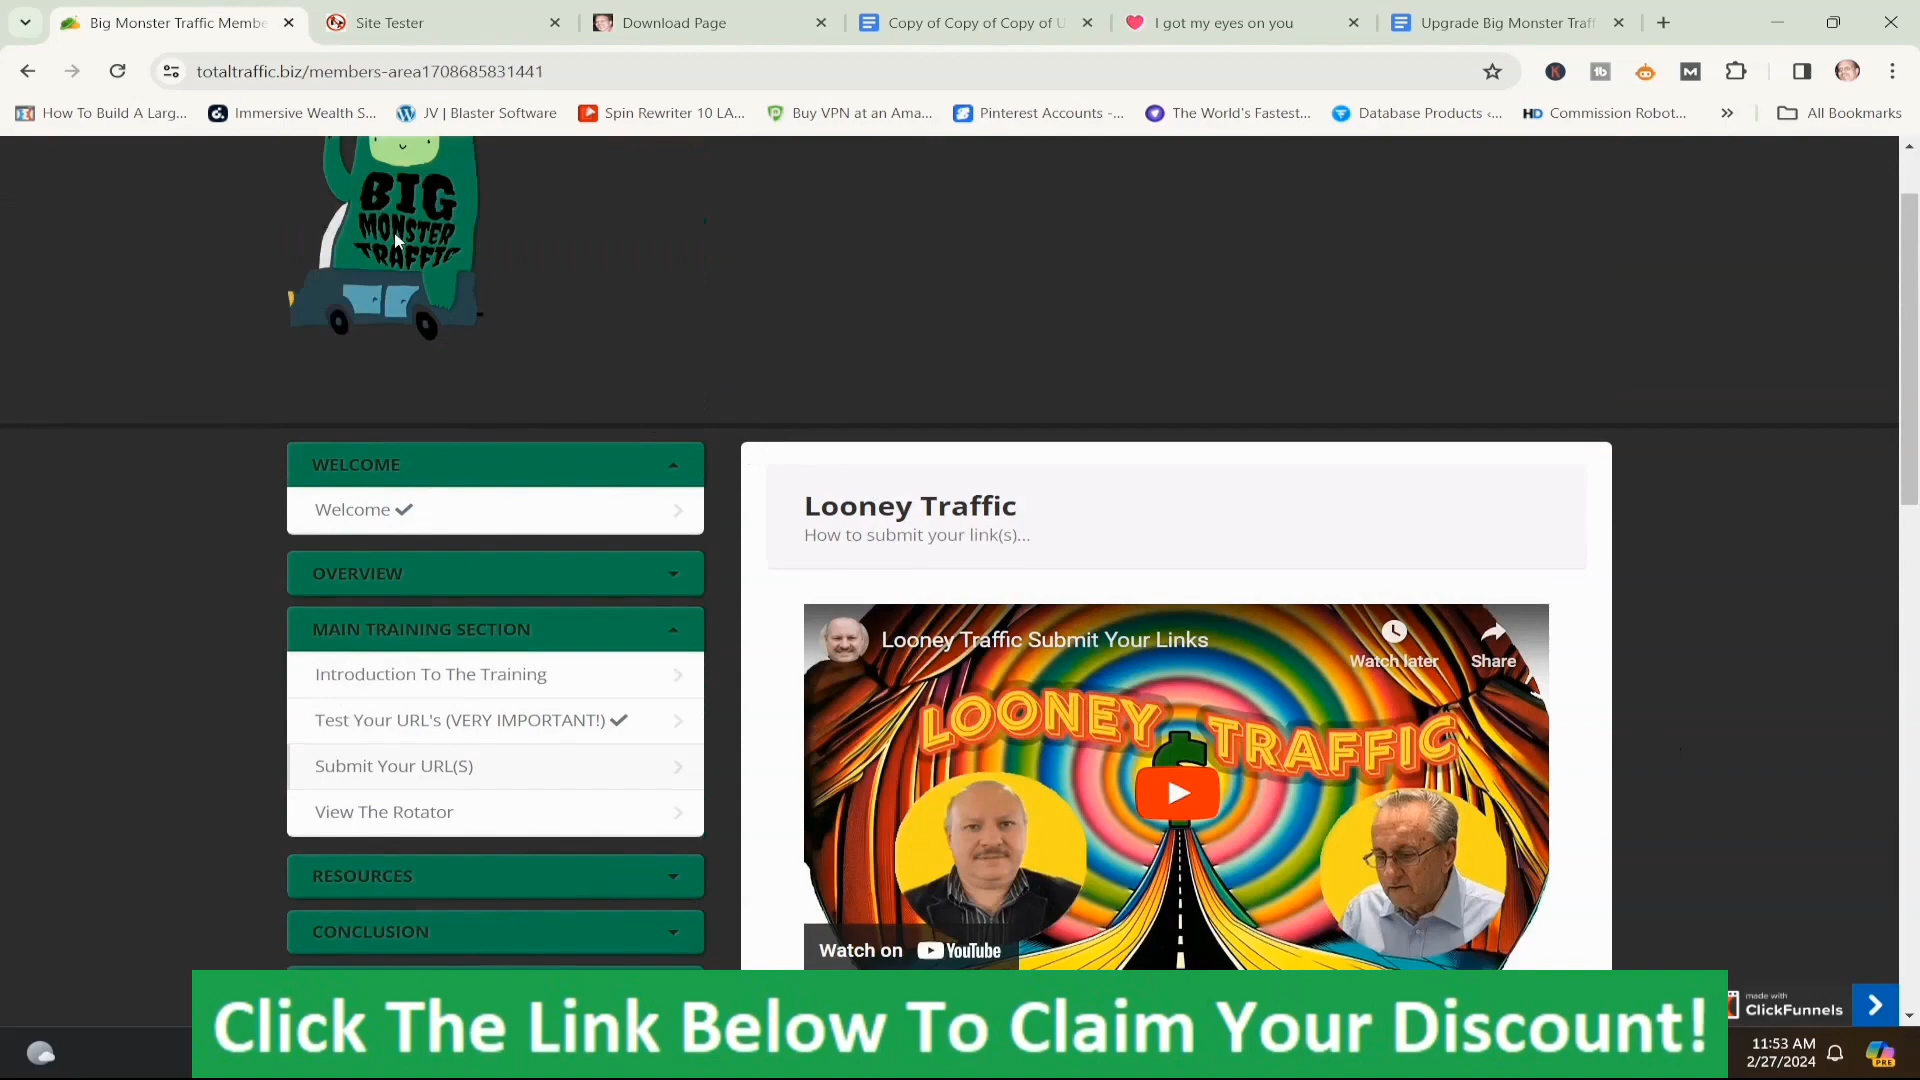 Big Monster Traffic Membe
Site Tester
Download Page
Copy of Copy of Copy of U
I got my eyes on you
Upgrade Big Monster Traff
totaltraffic.biz/members-area1708685831441
How To Build A Larg...
Immersive Wealth S...
JV | Blaster Software
Spin Rewriter 10 LA...
Buy VPN at an Ama...
Pinterest Accounts -...
The World's Fastest...
Database Products <...
HD Commission Robot...
All Bookmarks
BIG
MONSTER
TRAFFIC
WELCOME
Welcome
OVERVIEW
MAIN TRAINING SECTION
Introduction To The Training
Test Your URL's (VERY IMPORTANT!)
Submit Your URL(S)
View The Rotator
RESOURCES
CONCLUSION
Looney Traffic
How to submit your link(s)...
Looney Traffic Submit Your Links
Watch later
Share
LOONEY TRAFFIC
Watch on YouTube
made with
ClickFunnels
Click The Link Below To Claim Your Discount!
11:53 AM
2/27/2024
PRE